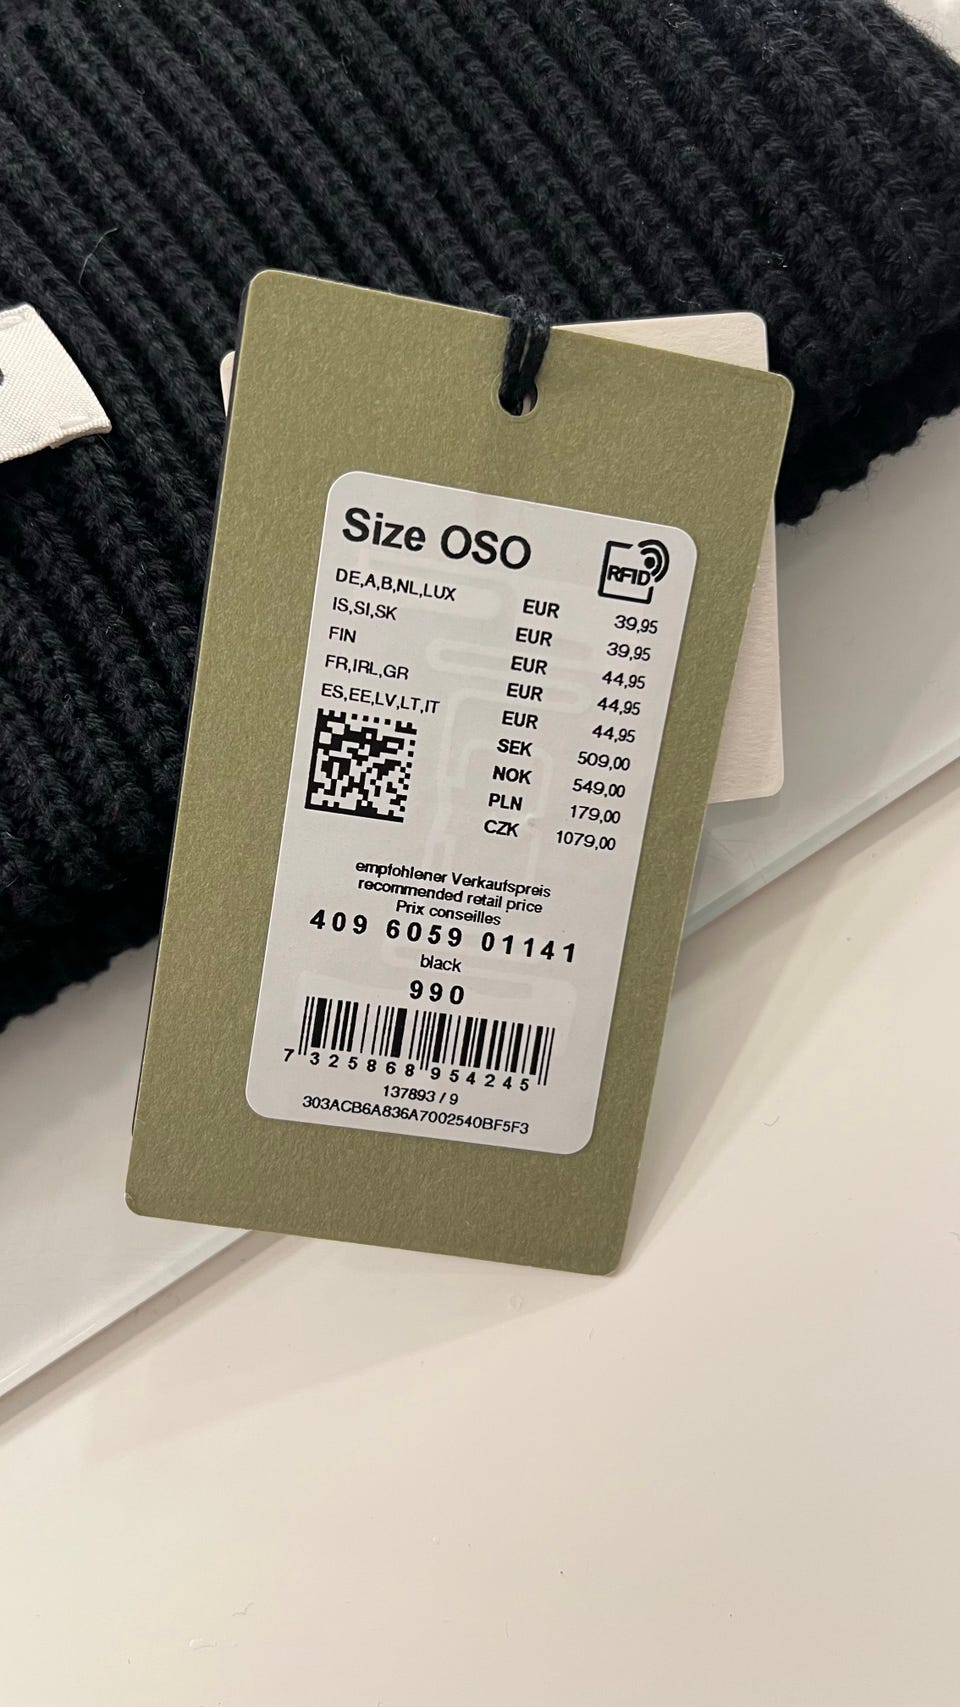 Size OSO
RFID
DE,A,B,NL,LUX EUR 39,95
IS,SI,SK EUR 39,95
FIN EUR 44,95
FR,IRL,GR EUR 44,95
ES,EE,LV,LT,IT EUR 44,95
SEK 509,00
NOK 549,00
PLN 179,00
CZK 1079,00
empfohlener Verkaufspreis
recommended retail price
Prix conseilles
409 6059 01141
black
990
7 325868 954245
137893 / 9
303ACB6A836A7002540BF5F3